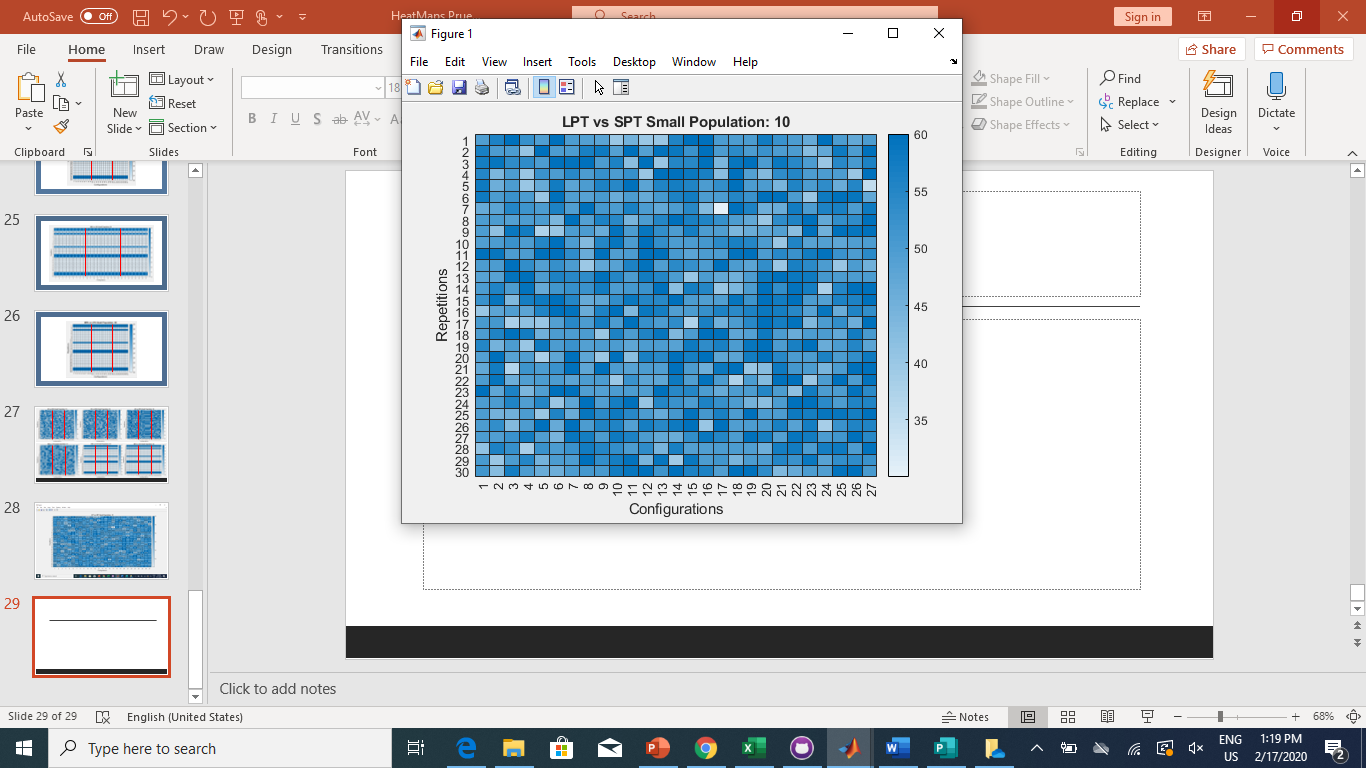 AutoSave Off
HeatMaps Prue
Search
Sign in
File Home Insert Draw Design Transitions
Share Comments
Paste
Clipboard
New Slide
Layout
Reset
Section
Slides
18
B I U S ab AV
Font
Shape Fill
Shape Outline
Shape Effects
Find
Replace
Select
Editing
Design Ideas
Designer
Dictate
Voice
Figure 1
File Edit View Insert Tools Desktop Window Help
LPT vs SPT Small Population: 10
Repetitions
1
2
3
4
5
6
7
8
9
10
11
12
13
14
15
16
17
18
19
20
21
22
23
24
25
26
27
28
29
30
1 2 3 4 5 6 7 8 9 10 11 12 13 14 15 16 17 18 19 20 21 22 23 24 25 26 27
Configurations
60
55
50
45
40
35
25
26
27
28
29
Click to add notes
Slide 29 of 29 English (United States) Notes 68%
Type here to search
ENG
US
1:19 PM
2/17/2020
2